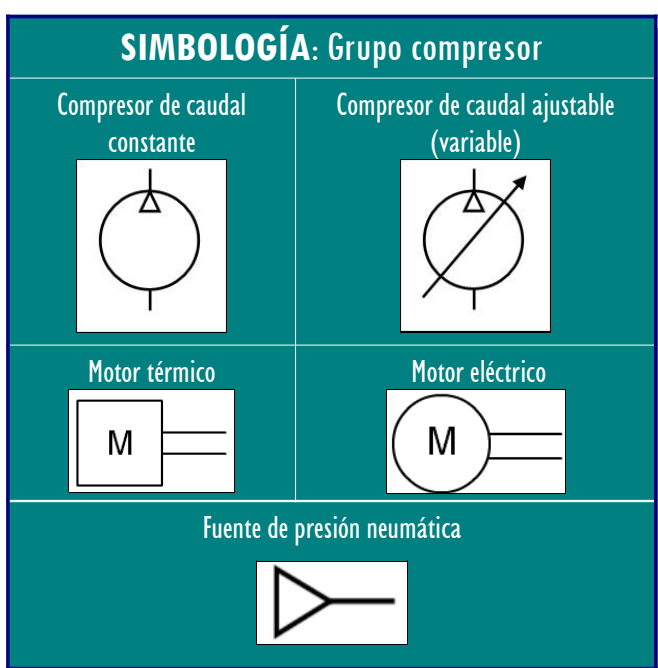 SIMBOLOGÍA: Grupo compresor
Compresor de caudal
constante
Compresor de caudal ajustable
(variable)
Motor térmico
M
Motor eléctrico
M
Fuente de presión neumática